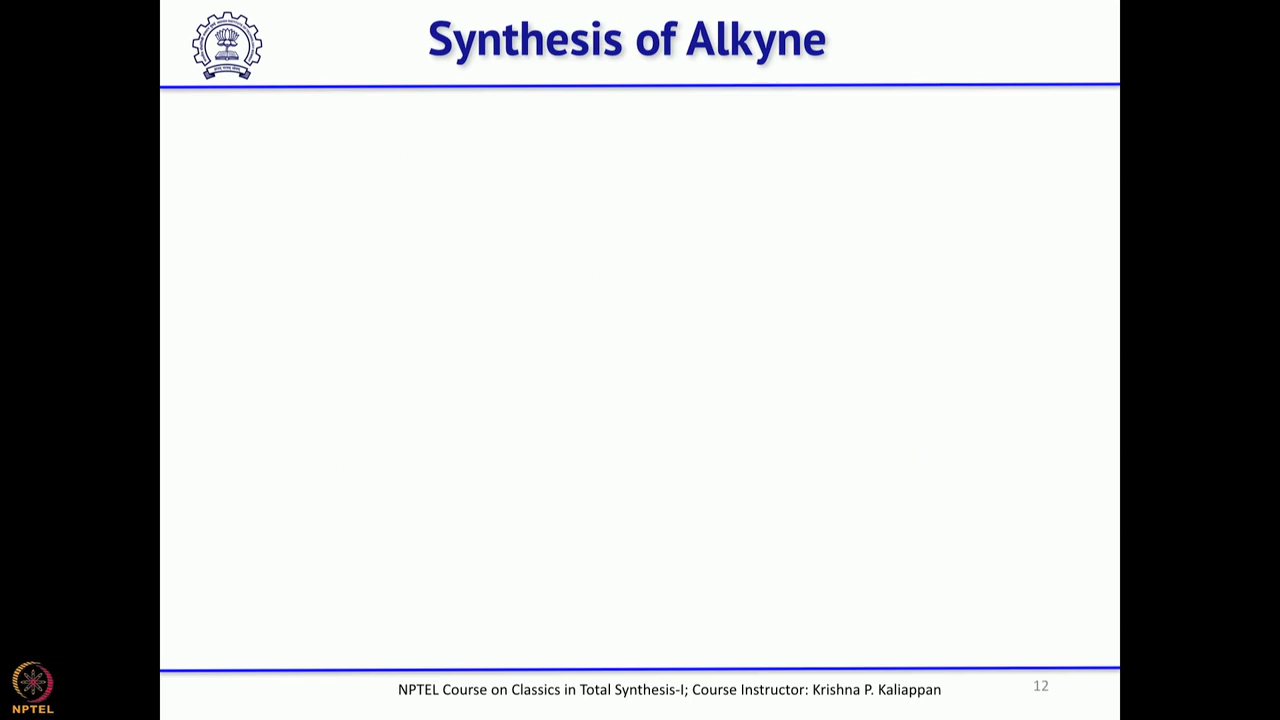 Synthesis of Alkyne
NPTEL Course on Classics in Total Synthesis-I; Course Instructor: Krishna P. Kaliappan
12
NPTEL